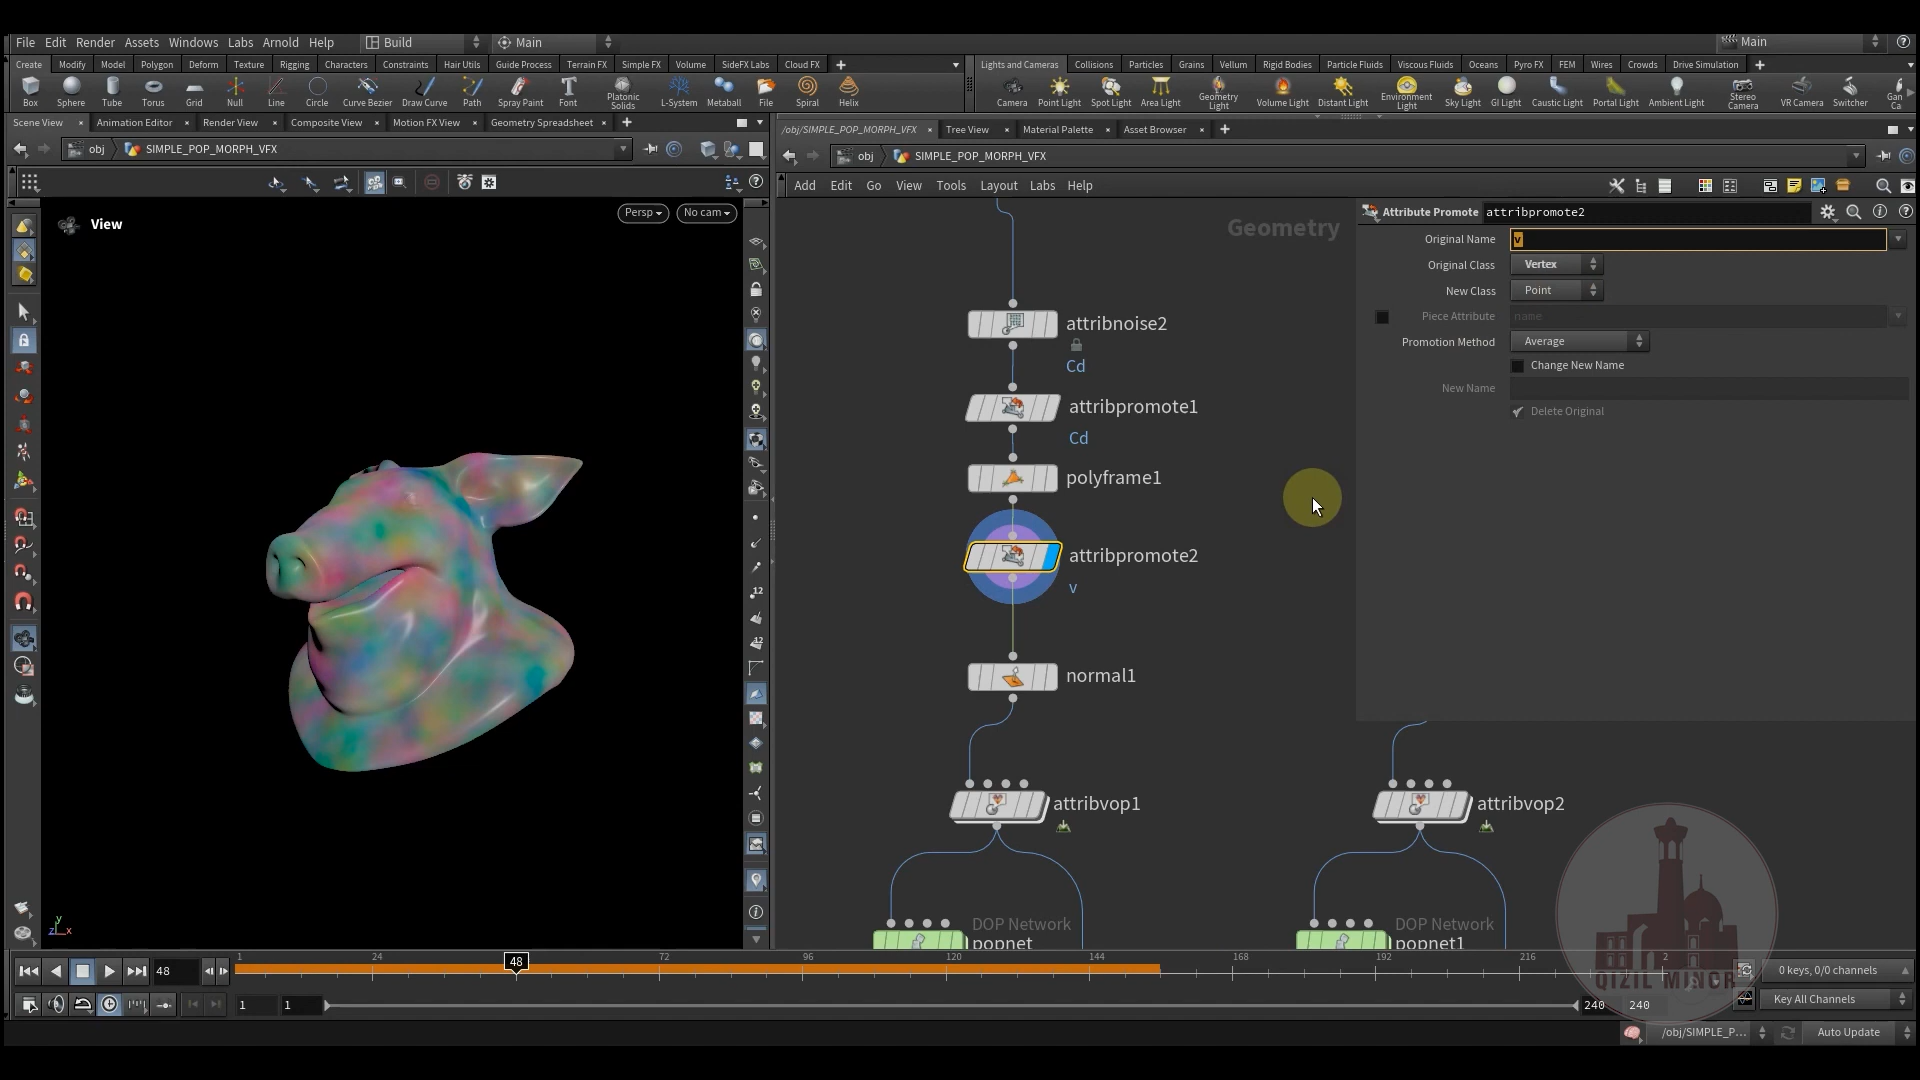 File Edit Render Assets Windows Labs Arnold Help Build Main Main
Create Modify Model Polygon Deform Texture Rigging Characters Constraints Hair Utils Guide Process Terrain FX Simple FX Volume SideFX Labs Cloud FX
Lights and Cameras Collisions Particles Grains Vellum Rigid Bodies Particle Fluids Viscous Fluids Oceans Pyro FX FEM Wires Crowds Drive Simulation
Box Sphere Tube Torus Grid Null Line Circle Curve Bezier Draw Curve Path Spray Paint Font Platonic Solids L-System Metaball File Spiral Helix
Camera Point Light Spot Light Area Light Geometry Light Volume Light Distant Light Environment Light Sky Light GI Light Caustic Light Portal Light Ambient Light Stereo Camera VR Camera Switcher Gan Ca
Scene View Animation Editor Render View Composite View Motion FX View Geometry Spreadsheet
/obj/SIMPLE_POP_MORPH_VFX Tree View Material Palette Asset Browser
obj SIMPLE_POP_MORPH_VFX
obj SIMPLE_POP_MORPH_VFX
Add Edit Go View Tools Layout Labs Help
View
Persp No cam
Geometry
Attribute Promote attribpromote2
Original Name v
Original Class Vertex
New Class Point
Piece Attribute name
Promotion Method Average
Change New Name
New Name
Delete Original
attribnoise2
Cd
attribpromote1
Cd
polyframe1
attribpromote2
v
normal1
attribvop1
attribvop2
DOP Network
popnet
DOP Network
popnet1
12
12
y
z x
48
1 24 48 72 96 120 144 168 192 216 2
0 keys, 0/0 channels
QIZIL MINOR
1 1 240 240
Key All Channels
/obj/SIMPLE_P... Auto Update